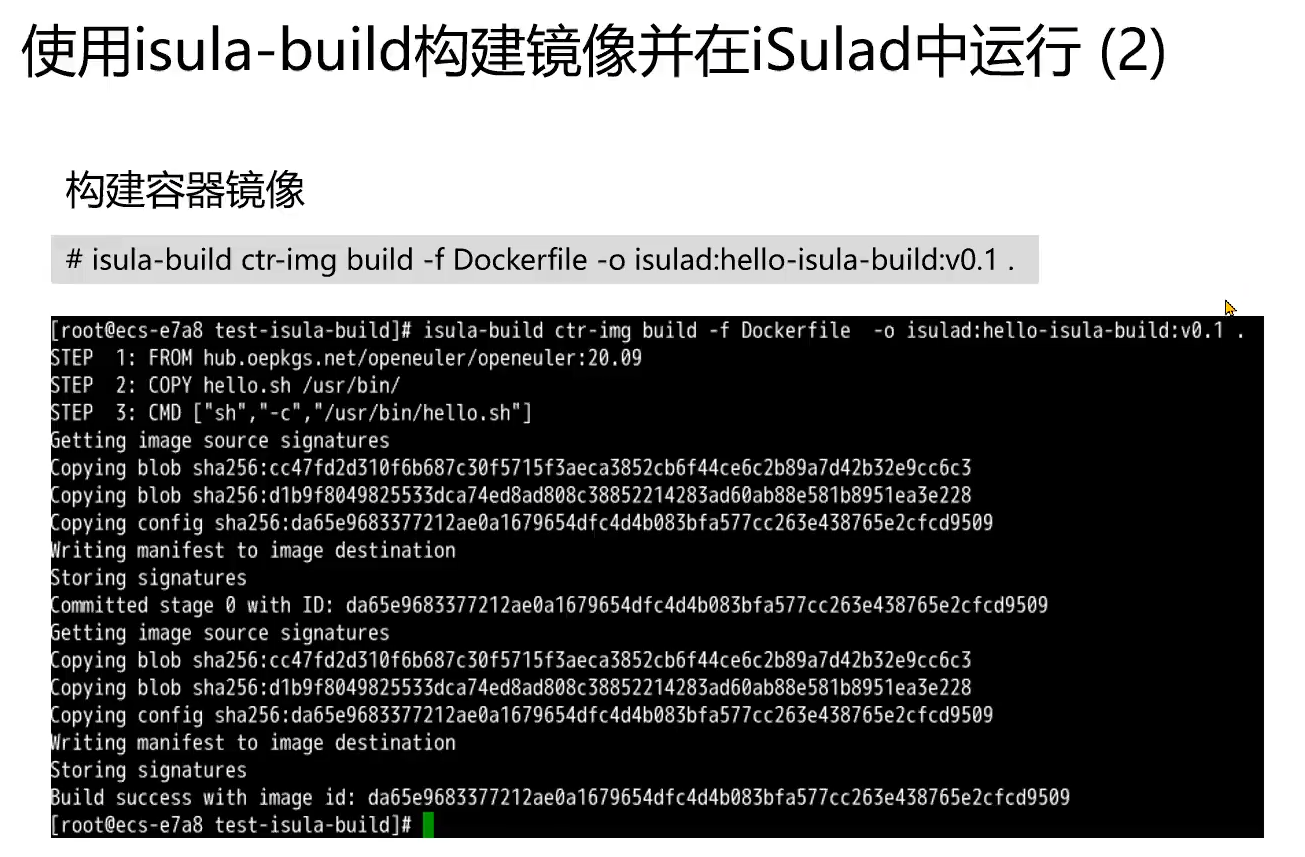 使用isula-build构建镜像并在iSulad中运行 (2)
构建容器镜像
# isula-build ctr-img build -f Dockerfile -o isulad:hello-isula-build:v0.1 .
[root@ecs-e7a8 test-isula-build]# isula-build ctr-img build -f Dockerfile  -o isulad:hello-isula-build:v0.1 .
STEP  1: FROM hub.oepkgs.net/openeuler/openeuler:20.09
STEP  2: COPY hello.sh /usr/bin/
STEP  3: CMD ["sh","-c","/usr/bin/hello.sh"]
Getting image source signatures
Copying blob sha256:cc47fd2d310f6b687c30f5715f3aeca3852cb6f44ce6c2b89a7d42b32e9cc6c3
Copying blob sha256:d1b9f8049825533dca74ed8ad808c38852214283ad60ab88e581b8951ea3e228
Copying config sha256:da65e9683377212ae0a1679654dfc4d4b083bfa577cc263e438765e2cfcd9509
Writing manifest to image destination
Storing signatures
Committed stage 0 with ID: da65e9683377212ae0a1679654dfc4d4b083bfa577cc263e438765e2cfcd9509
Getting image source signatures
Copying blob sha256:cc47fd2d310f6b687c30f5715f3aeca3852cb6f44ce6c2b89a7d42b32e9cc6c3
Copying blob sha256:d1b9f8049825533dca74ed8ad808c38852214283ad60ab88e581b8951ea3e228
Copying config sha256:da65e9683377212ae0a1679654dfc4d4b083bfa577cc263e438765e2cfcd9509
Writing manifest to image destination
Storing signatures
Build success with image id: da65e9683377212ae0a1679654dfc4d4b083bfa577cc263e438765e2cfcd9509
[root@ecs-e7a8 test-isula-build]#